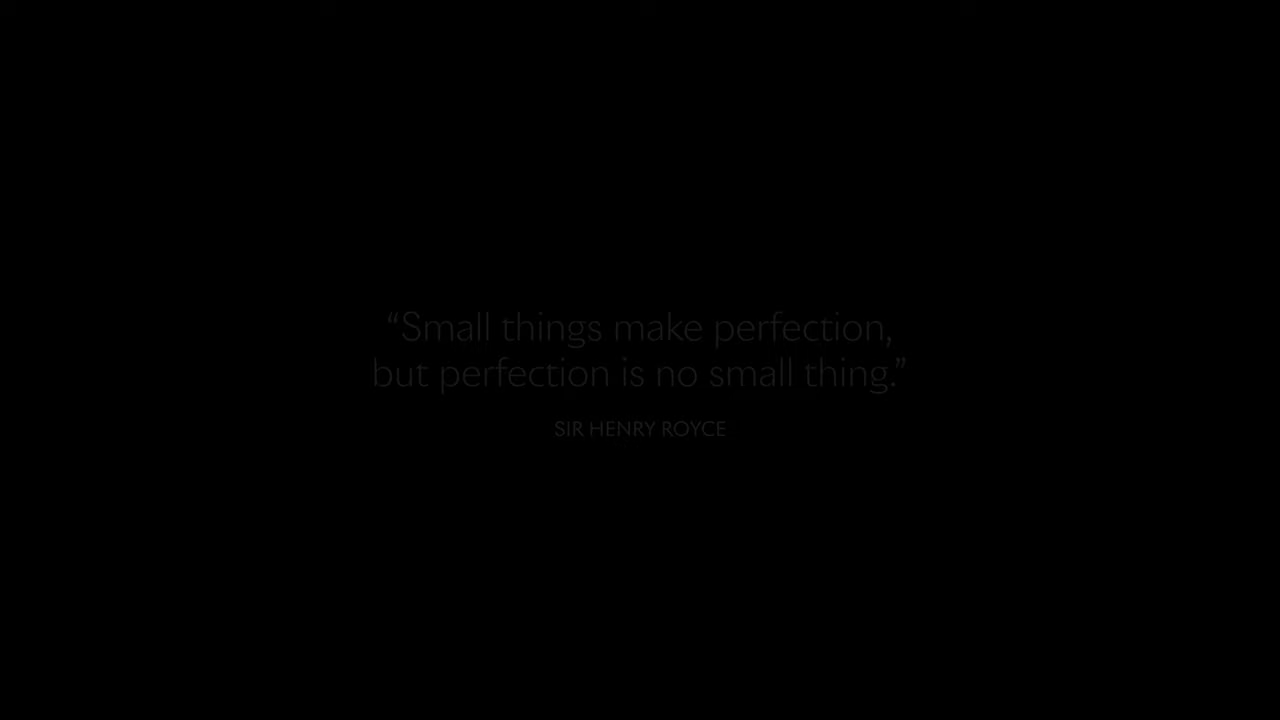 “Small things make perfection,
but perfection is no small thing.”
SIR HENRY ROYCE